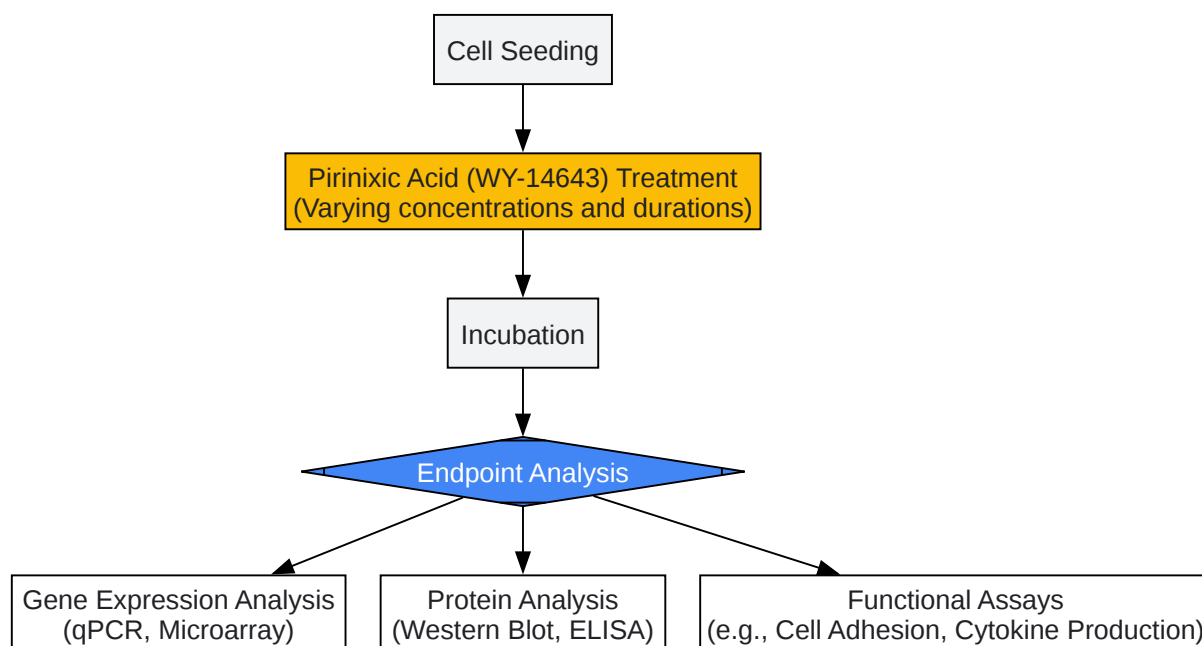 Cell Seeding
Pirinixic Acid (WY-14643) Treatment
(Varying concentrations and durations)
Incubation
Endpoint Analysis
Gene Expression Analysis
(qPCR, Microarray)
Protein Analysis
(Western Blot, ELISA)
Functional Assays
(e.g., Cell Adhesion, Cytokine Production)